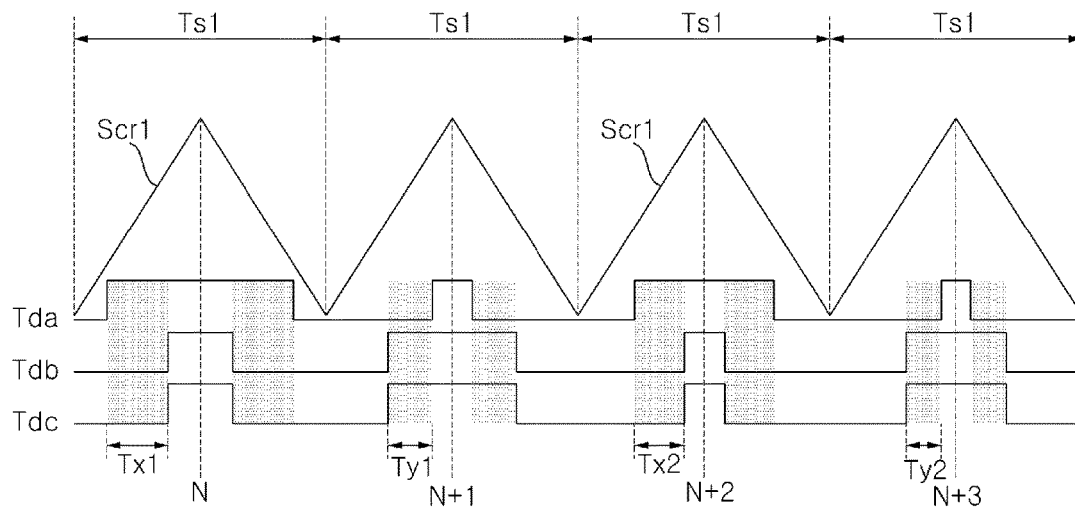 Ts1 Ts1 Ts1 Ts1
Scr1 Scr1
Tda
Tdb
Tdc
Tx1 Ty1 Tx2 Ty2
N N+1 N+2 N+3